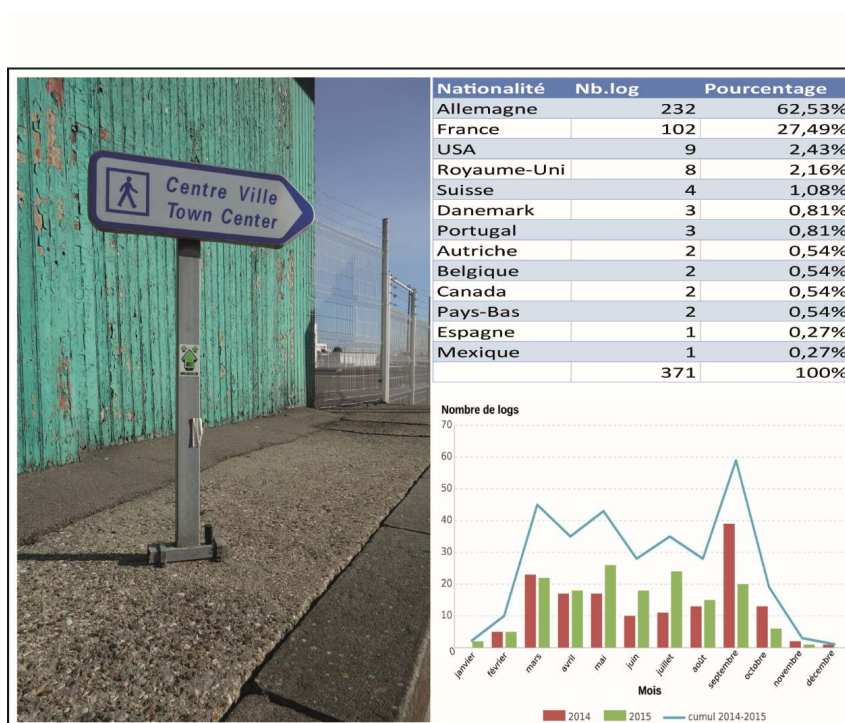 Centre Ville
Town Center
Nationalité Nb.log Pourcentage
Allemagne 232 62,53%
France 102 27,49%
USA 9 2,43%
Royaume-Uni 8 2,16%
Suisse 4 1,08%
Danemark 3 0,81%
Portugal 3 0,81%
Autriche 2 0,54%
Belgique 2 0,54%
Canada 2 0,54%
Pays-Bas 2 0,54%
Espagne 1 0,27%
Mexique 1 0,27%
371 100%
Nombre de logs
70
60
50
40
30
20
10
0
janvier
février
mars
avril
mai
juin
juillet
août
septembre
octobre
novembre
décembre
Mois
2014 2015 cumul 2014-2015